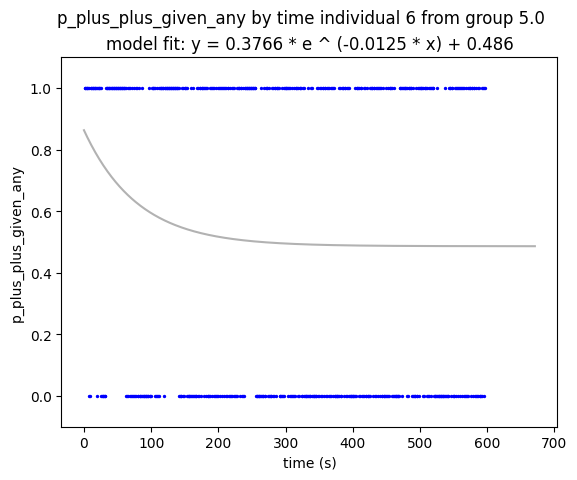 p_plus_plus_given_any by time individual 6 from group 5.0
model fit: y = 0.3766 * e ^ (-0.0125 * x) + 0.486
p_plus_plus_given_any
1.0
0.8
0.6
0.4
0.2
0.0
0 100 200 300 400 500 600 700
time (s)